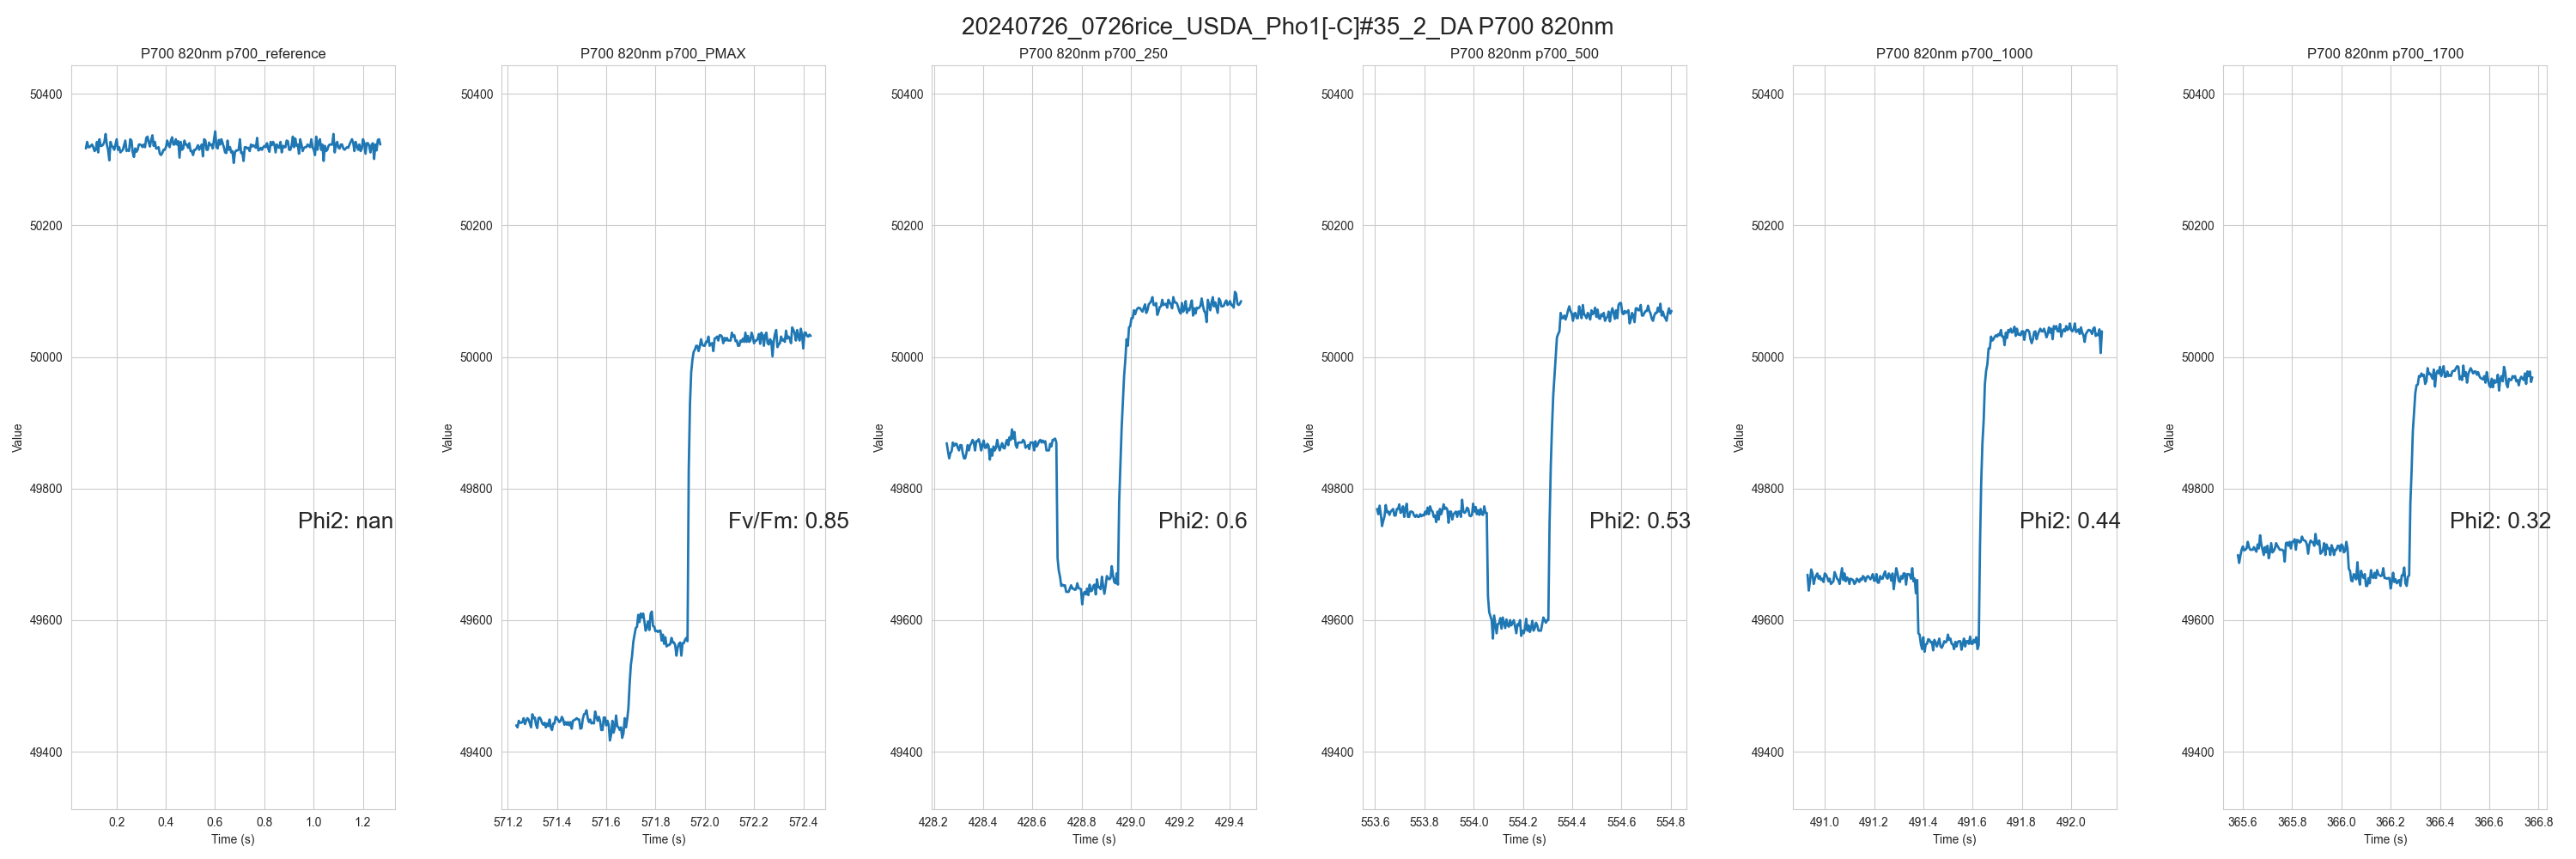 20240726_0726rice_USDA_Pho1[-C]#35_2_DA P700 820nm
P700 820nm p700_reference
50400
50200
50000
49800
49600
49400
Value
Phi2: nan
0.2 0.4 0.6 0.8 1.0 1.2
Time (s)
P700 820nm p700_PMAX
50400
50200
50000
49800
49600
49400
Value
Fv/Fm: 0.85
571.2 571.4 571.6 571.8 572.0 572.2 572.4
Time (s)
P700 820nm p700_250
50400
50200
50000
49800
49600
49400
Value
Phi2: 0.6
428.2 428.4 428.6 428.8 429.0 429.2 429.4
Time (s)
P700 820nm p700_500
50400
50200
50000
49800
49600
49400
Value
Phi2: 0.53
553.6 553.8 554.0 554.2 554.4 554.6 554.8
Time (s)
P700 820nm p700_1000
50400
50200
50000
49800
49600
49400
Value
Phi2: 0.44
491.0 491.2 491.4 491.6 491.8 492.0
Time (s)
P700 820nm p700_1700
50400
50200
50000
49800
49600
49400
Value
Phi2: 0.32
365.6 365.8 366.0 366.2 366.4 366.6 366.8
Time (s)